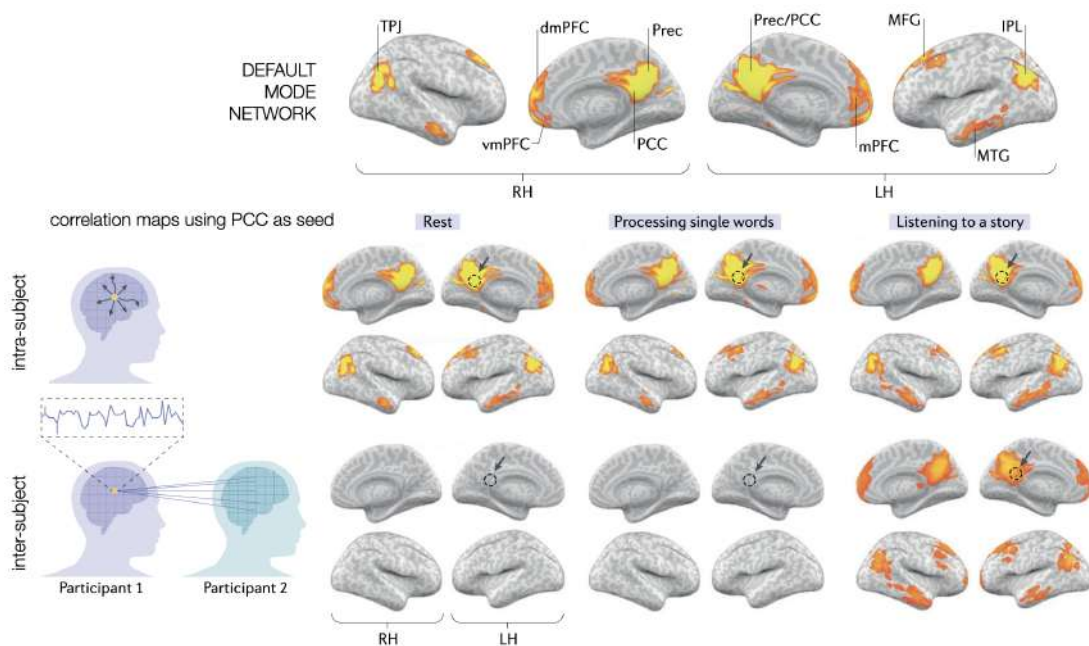 TPJ
dmPFC
Prec
Prec/PCC
MFG
IPL
DEFAULT
MODE
NETWORK
vmPFC
PCC
mPFC
MTG
RH
LH
correlation maps using PCC as seed
Rest
Processing single words
Listening to a story
intra-subject
inter-subject
Participant 1
Participant 2
RH
LH